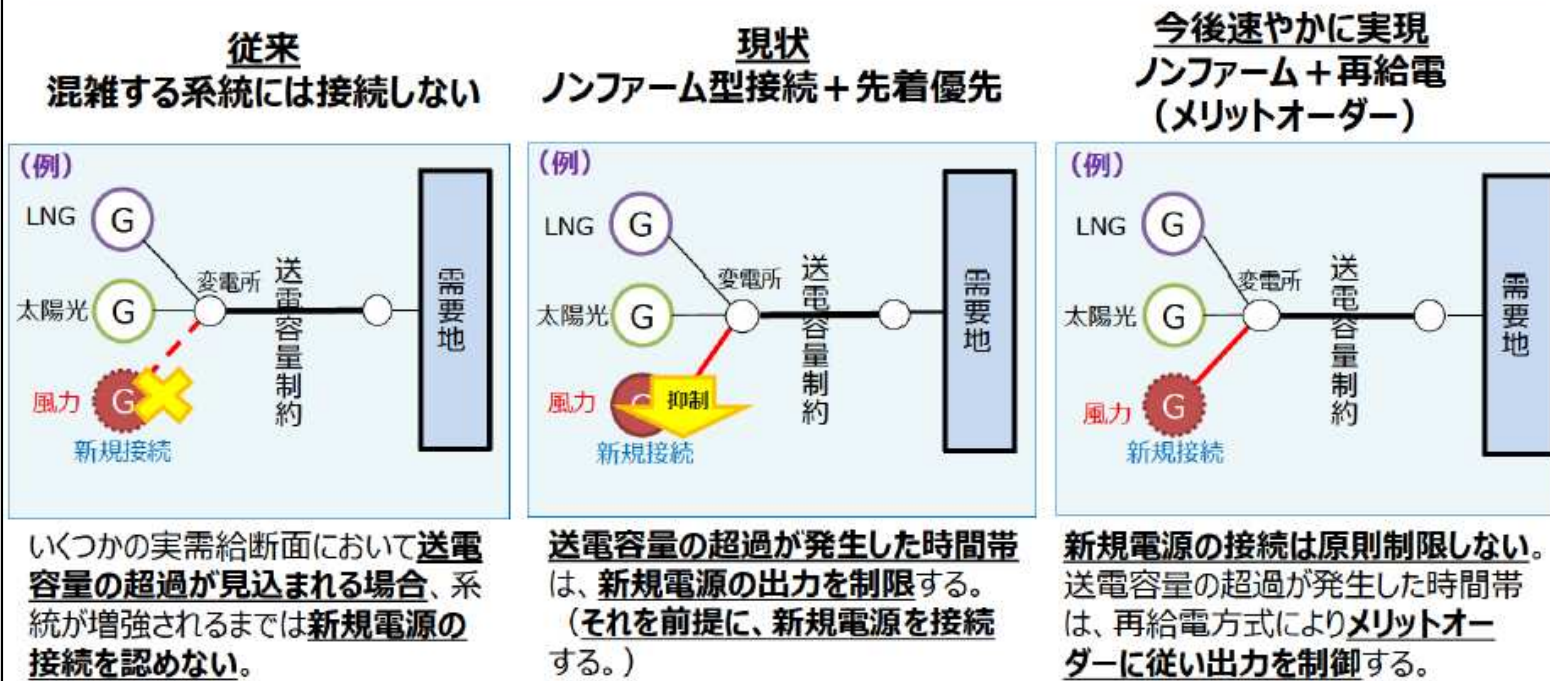 従来
混雑する系統には接続しない
(例)
LNG
G
太陽光
G
風力
G
新規接続
変電所
送電容量制約
需要地
いくつかの実需給断面において送電
容量の超過が見込まれる場合、系
統が増強されるまでは新規電源の
接続を認めない。
現状
ノンファーム型接続+先着優先
(例)
LNG
G
太陽光
G
風力
抑制
新規接続
変電所
送電容量制約
需要地
送電容量の超過が発生した時間帯
は、新規電源の出力を制限する。
(それを前提に、新規電源を接続
する。)
今後速やかに実現
ノンファーム+再給電
(メリットオーダー)
(例)
LNG
G
太陽光
G
風力
G
新規接続
変電所
送電容量制約
需要地
新規電源の接続は原則制限しない。
送電容量の超過が発生した時間帯
は、再給電方式によりメリットオー
ダーに従い出力を制御する。